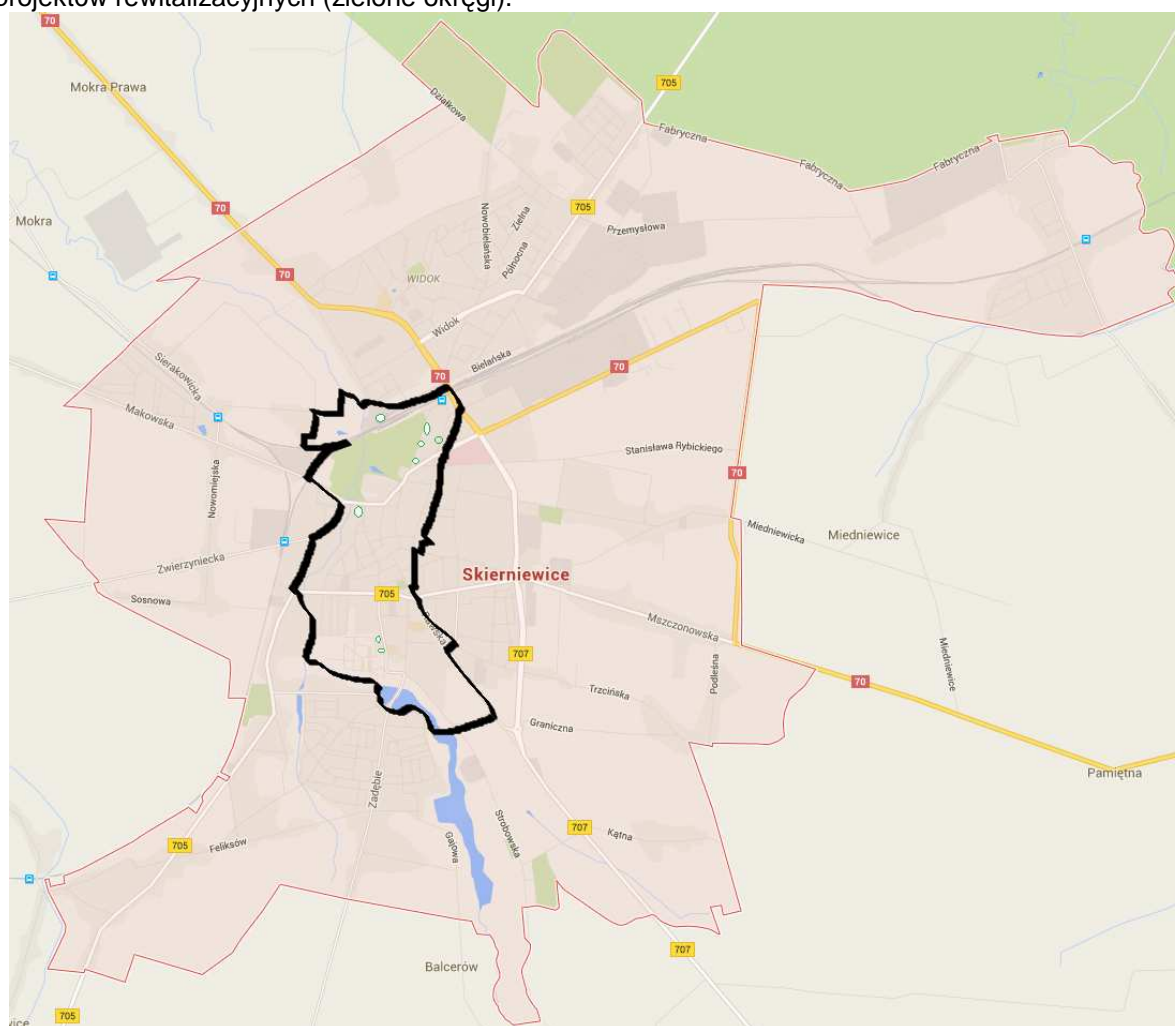 projektów rewitalizacyjnych (zielone okręgi).
70
705
Mokra Prawa
Działkowa
Fabryczna
Fabryczna
Fabryczna
70
Nowobielańska
Zielna
705
Mokra
Północna
Przemysłowa
70
WIDOK
Widok
Bielańska
Sierakowicka
70
70
Makowska
Stanisława Rybickiego
70
Nowomiejska
Miedniewicka
Miedniewice
Zwierzyniecka
Skierniewice
Sosnowa
705
Rawska
Mszczonowska
707
Miedniewice
Podleśna
70
Trzcińska
Graniczna
Pamiętna
Zadębie
Strobowska
707
Kątna
705
Feliksów
Gajowa
707
Balcerów
705